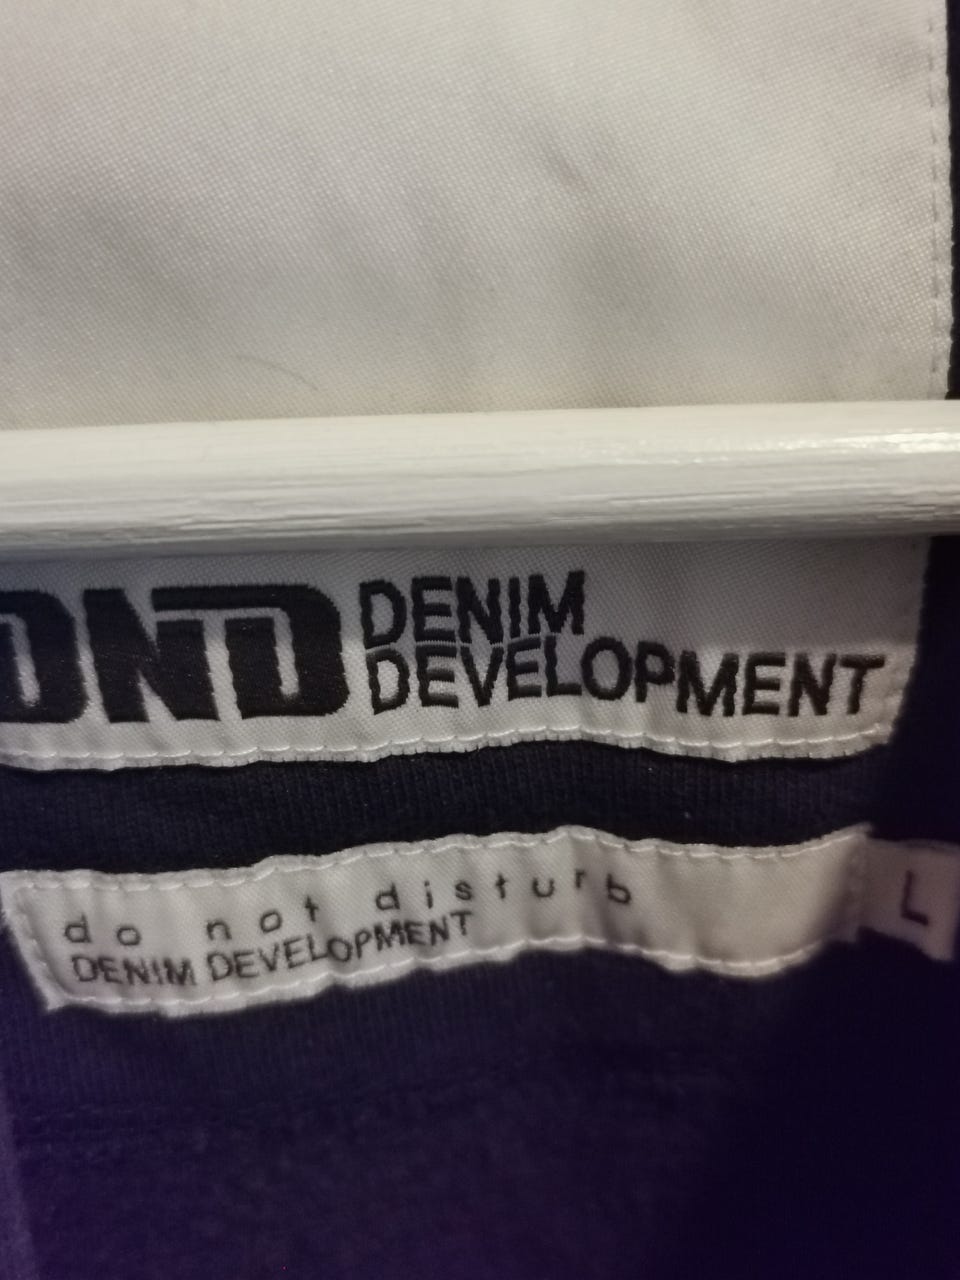 DND DENIM
DEVELOPMENT
do not disturb L
DENIM DEVELOPMENT